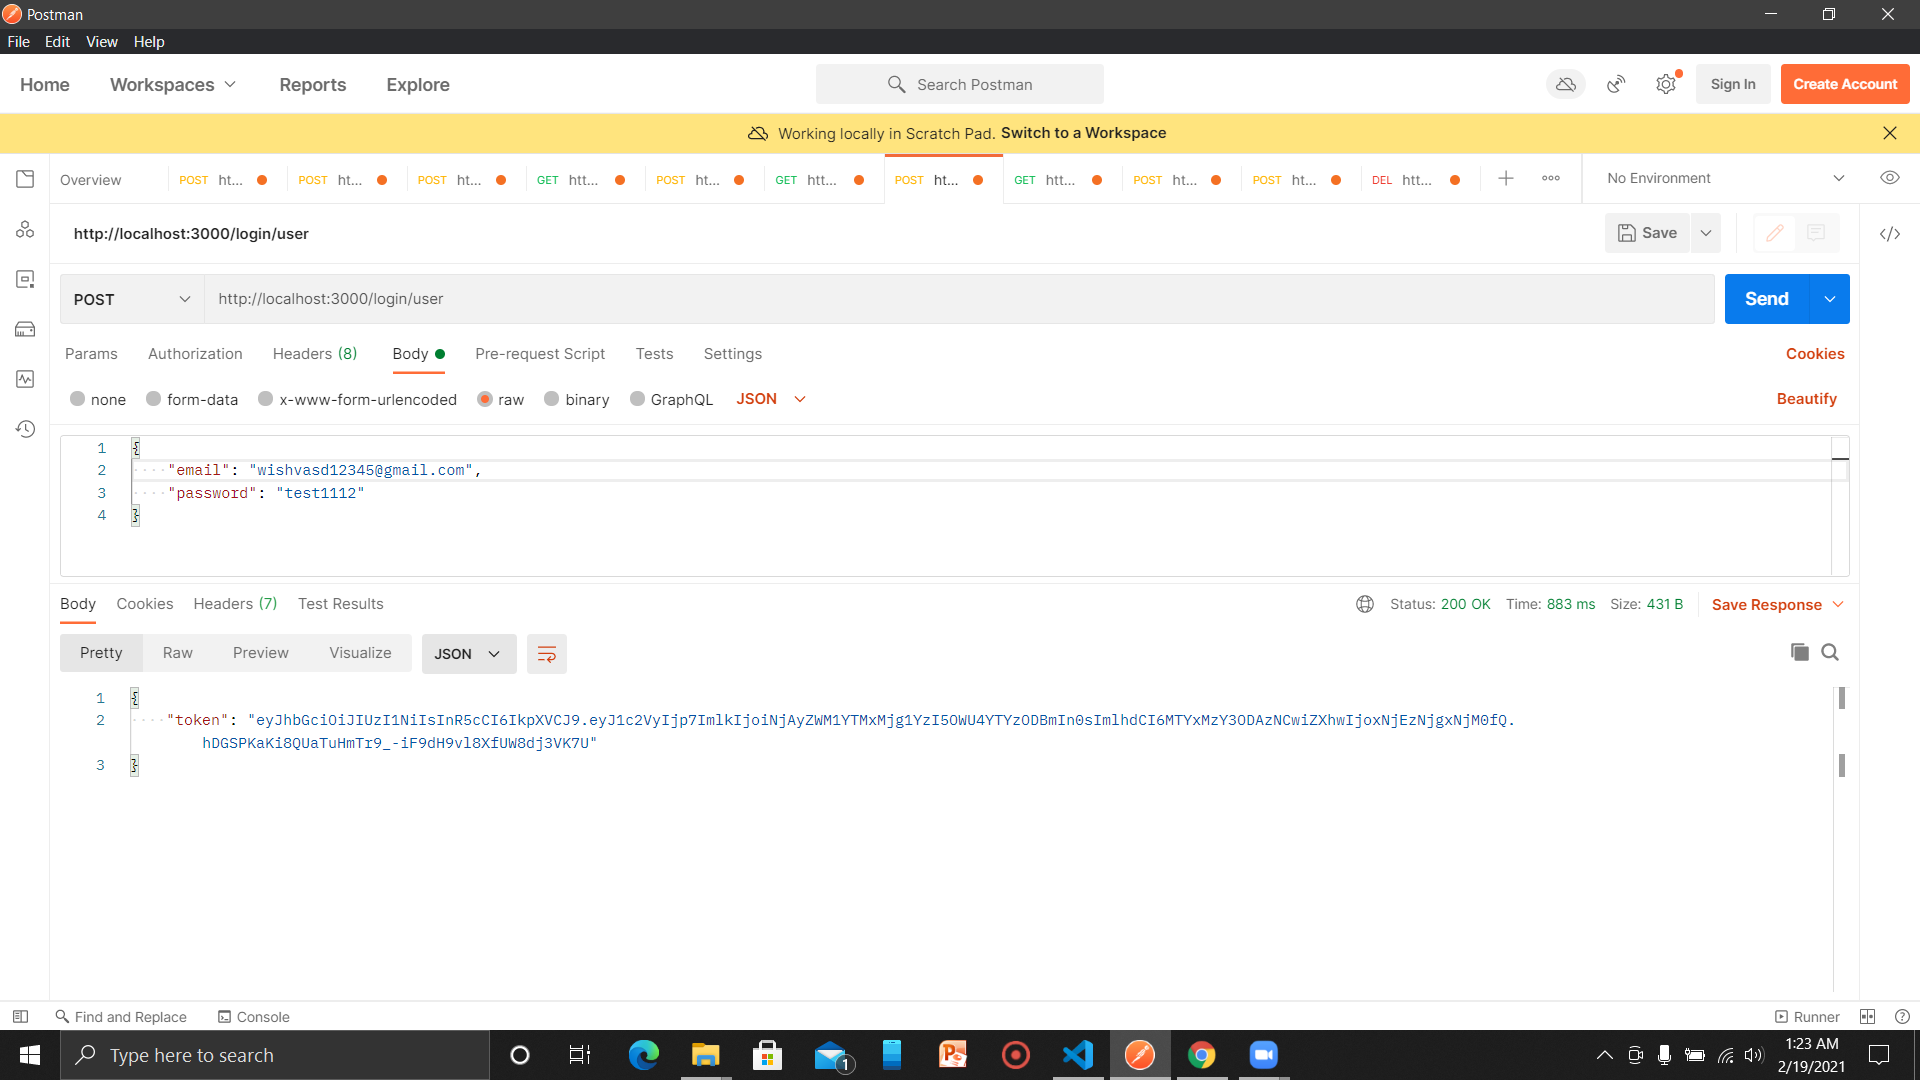 Postman
File Edit View Help
Home Workspaces Reports Explore Search Postman Sign In Create Account
Working locally in Scratch Pad. Switch to a Workspace
Overview POST ht... POST ht... POST ht... GET htt... POST ht... GET htt... POST ht... GET htt... POST ht... POST ht... DEL htt... No Environment
http://localhost:3000/login/user Save
POST http://localhost:3000/login/user Send
Params Authorization Headers (8) Body Pre-request Script Tests Settings Cookies
none form-data x-www-form-urlencoded raw binary GraphQL JSON Beautify
1 {
2 "email": "wishvasd12345@gmail.com",
3 "password": "test1112"
4 }
Body Cookies Headers (7) Test Results Status: 200 OK Time: 883 ms Size: 431 B Save Response
Pretty Raw Preview Visualize JSON
1 {
2 "token": "eyJhbGciOiJIUzI1NiIsInR5cCI6IkpXVCJ9.eyJ1c2VyIjp7ImlkIjoiNjAyZWM1YTMxMjg1YzI5OWU4YTYzODBmIn0sImlhdCI6MTYxMzY3ODAzNCwiZXhwIjoxNjEzNjgxNjM0fQ.
hDGSPKaKi8QUaTuHmTr9_-iF9dH9vl8XfUW8dj3VK7U"
3 }
Find and Replace Console Runner
Type here to search 1 1:23 AM
2/19/2021